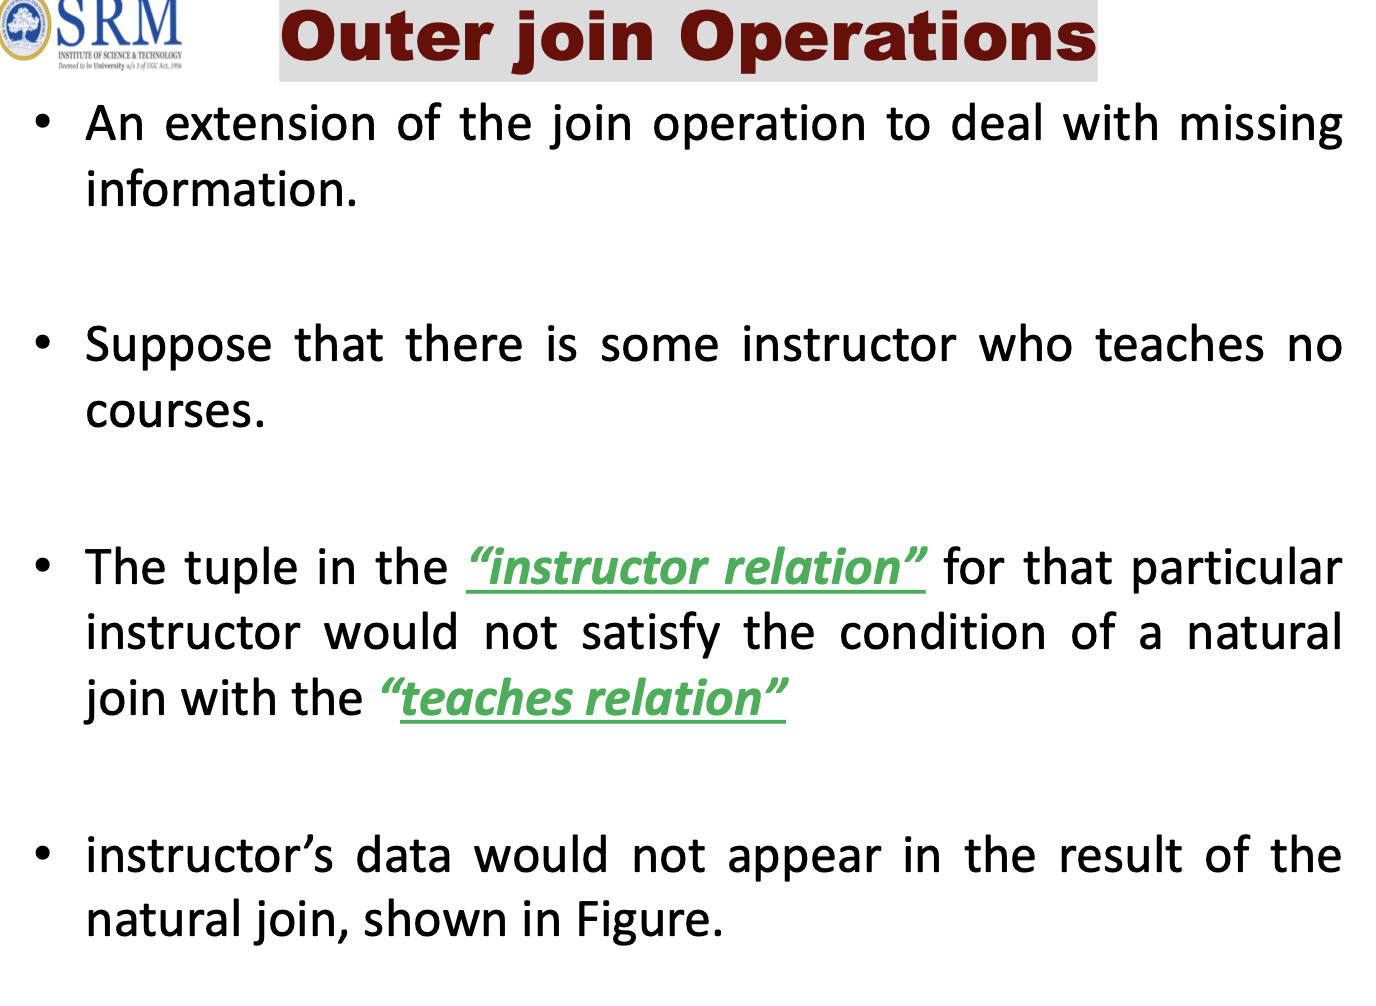 SRM
INSTITUTE OF SCIENCE & TECHNOLOGY
Deemed to be University u/s 3 of UGC Act, 1956
Outer join Operations
• An extension of the join operation to deal with missing
information.
• Suppose that there is some instructor who teaches no
courses.
• The tuple in the “instructor relation” for that particular
instructor would not satisfy the condition of a natural
join with the “teaches relation”
• instructor’s data would not appear in the result of the
natural join, shown in Figure.